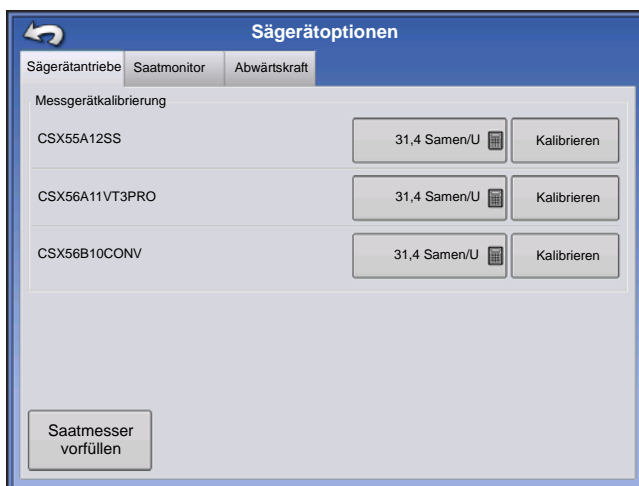 Sägerätoptionen
Sägerätantriebe Saatmonitor Abwärtskraft
Messgerätkalibrierung
CSX55A12SS 31,4 Samen/U Kalibrieren
CSX56A11VT3PRO 31,4 Samen/U Kalibrieren
CSX56B10CONV 31,4 Samen/U Kalibrieren
Saatmesser
vorfüllen